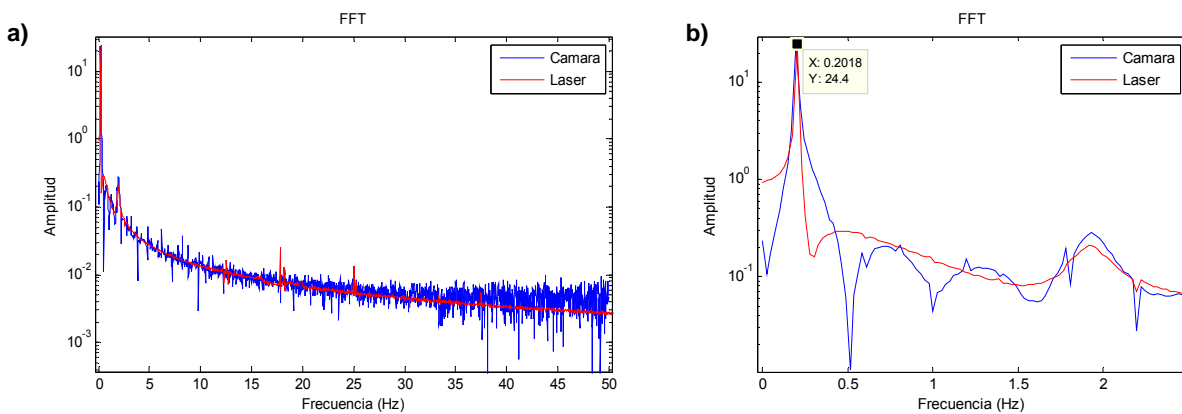 a)
FFT
Camara
Laser
Amplitud
10^1
10^0
10^-1
10^-2
10^-3
0 5 10 15 20 25 30 35 40 45 50
Frecuencia (Hz)
b)
FFT
X: 0.2018
Y: 24.4
Camara
Laser
Amplitud
10^1
10^0
10^-1
0 0.5 1 1.5 2
Frecuencia (Hz)